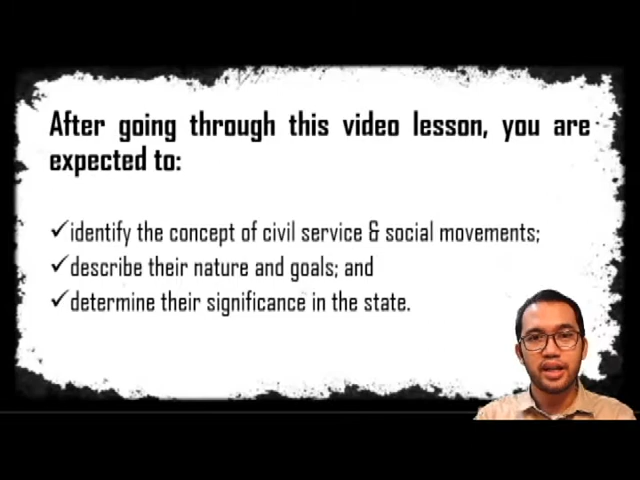 After going through this video lesson, you are
expected to:
✓identify the concept of civil service & social movements;
✓describe their nature and goals; and
✓determine their significance in the state.